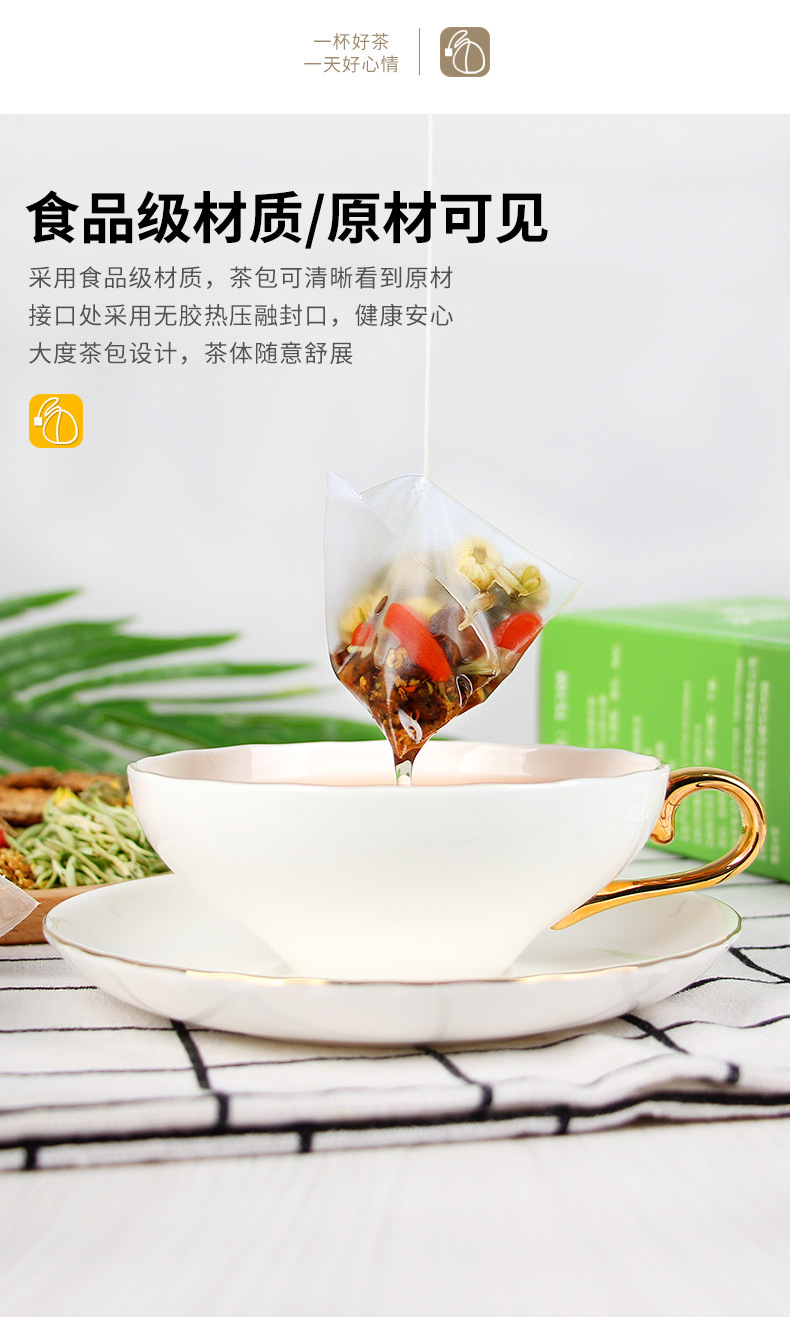 一杯好茶
一天好心情
食品级材质/原材可见
采用食品级材质，茶包可清晰看到原材
接口处采用无胶热压融封口，健康安心
大度茶包设计，茶体随意舒展